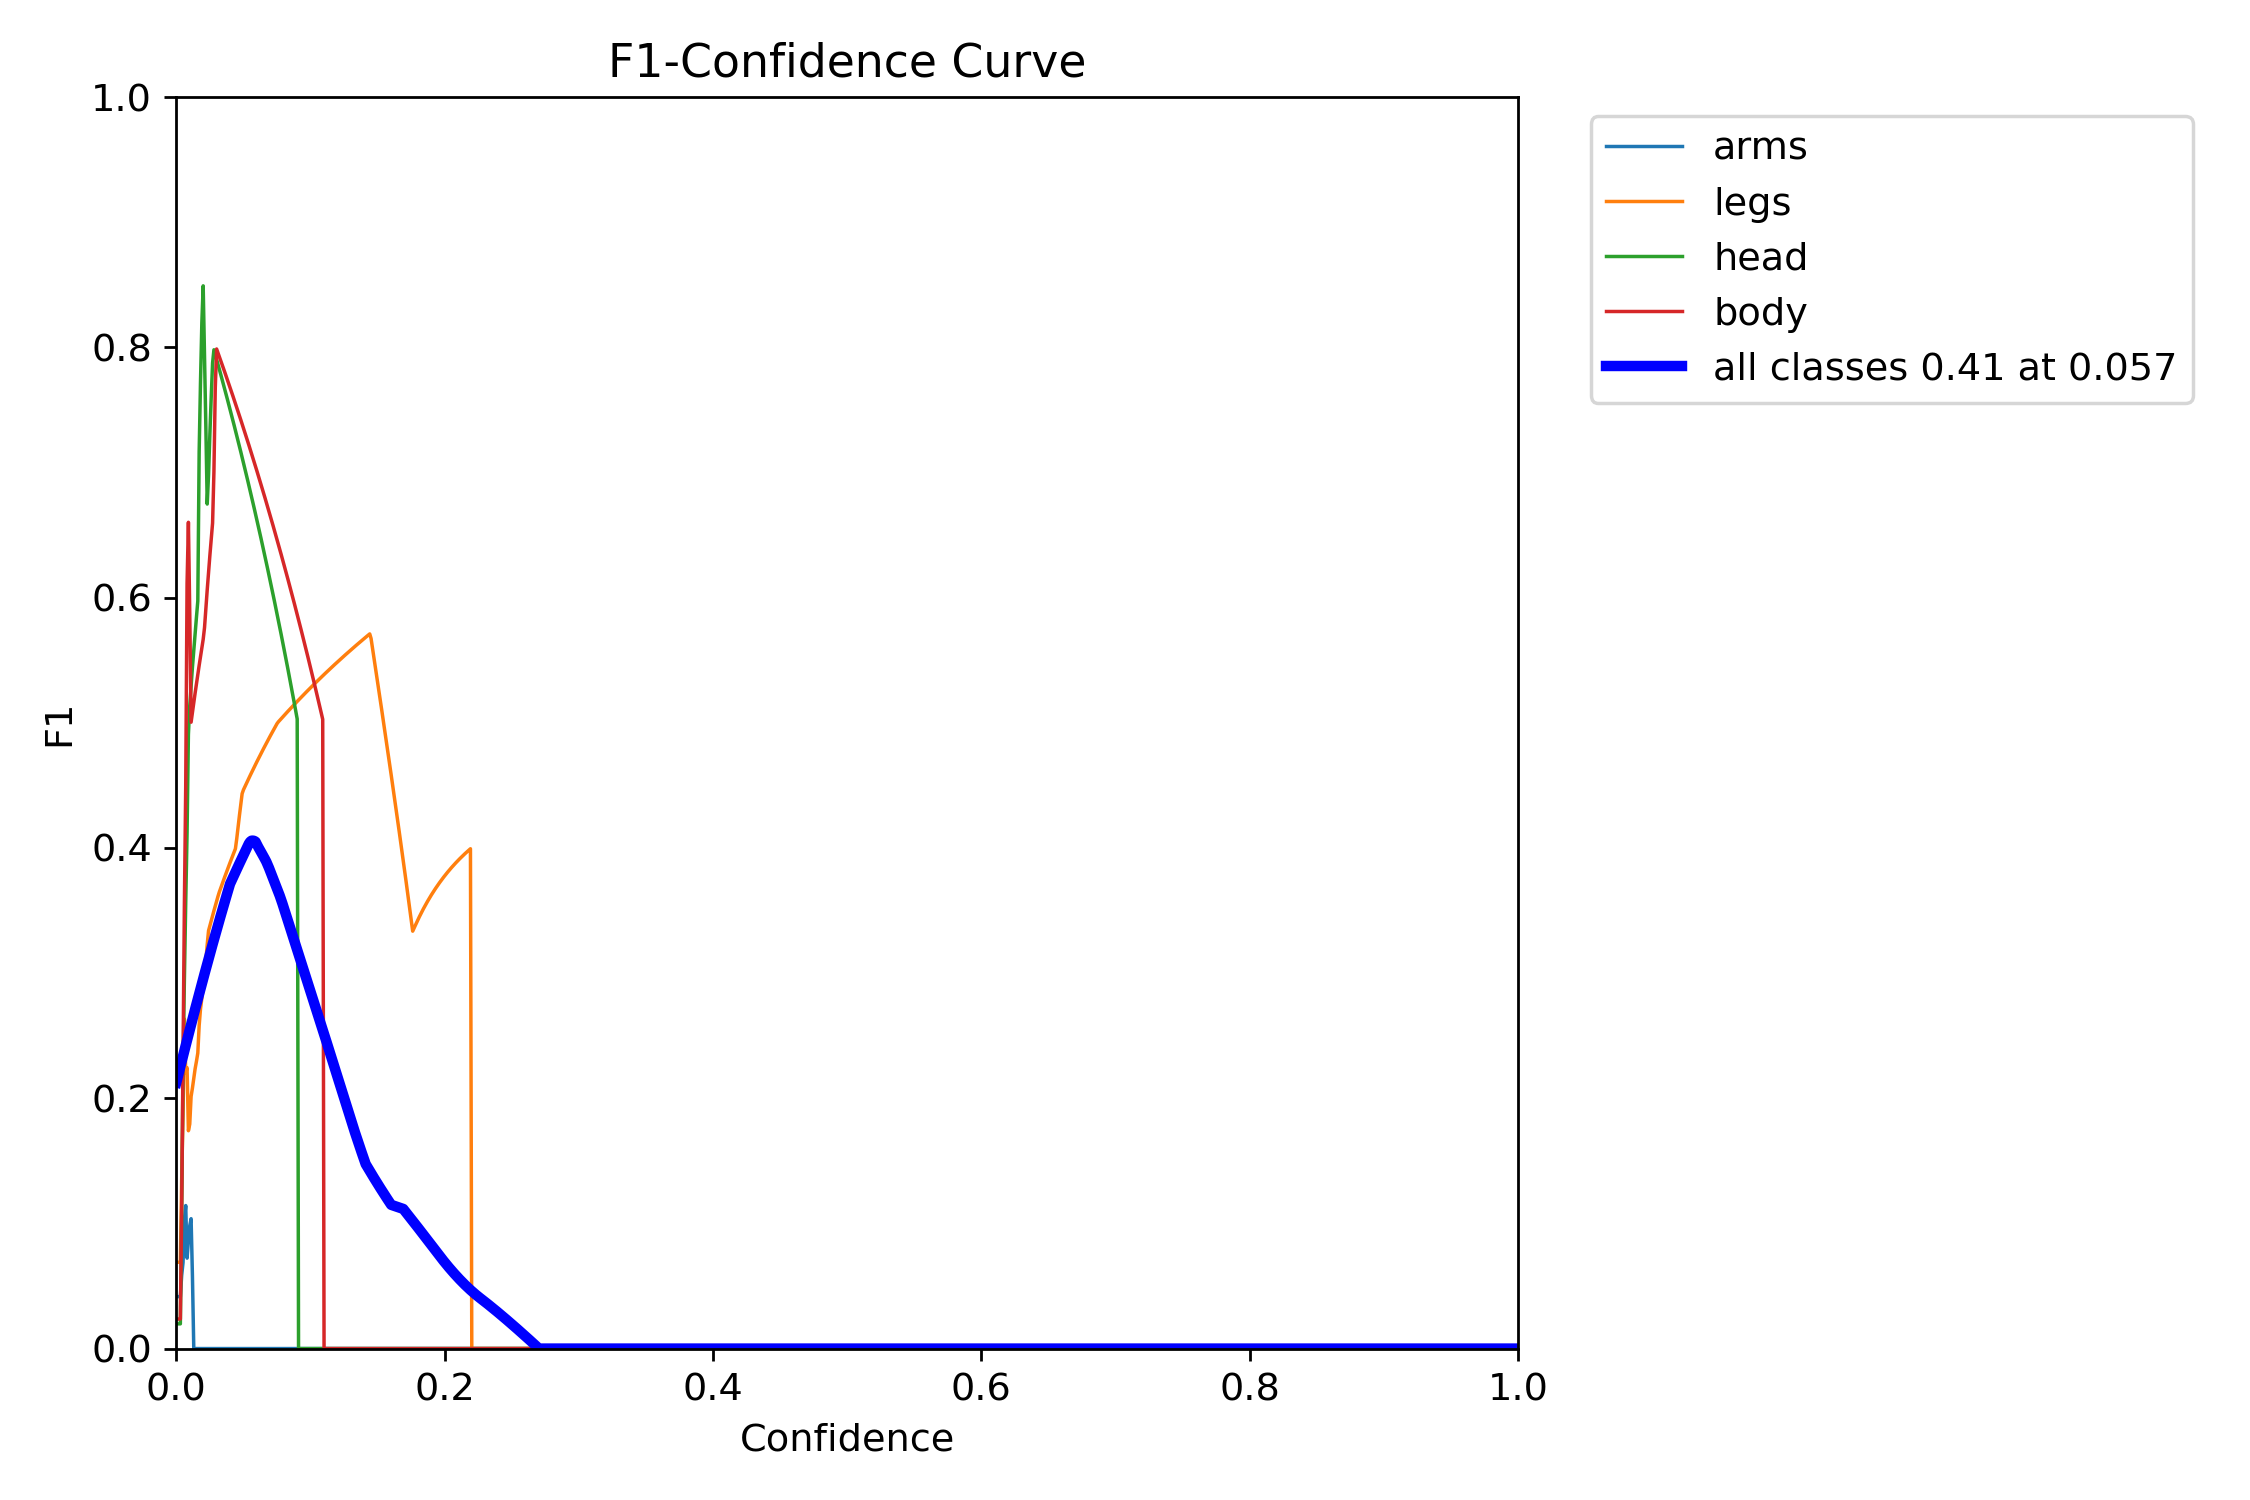 F1-Confidence Curve
1.0
0.8
0.6
0.4
0.2
0.0
F1
0.0 0.2 0.4 0.6 0.8 1.0
Confidence
arms
legs
head
body
all classes 0.41 at 0.057